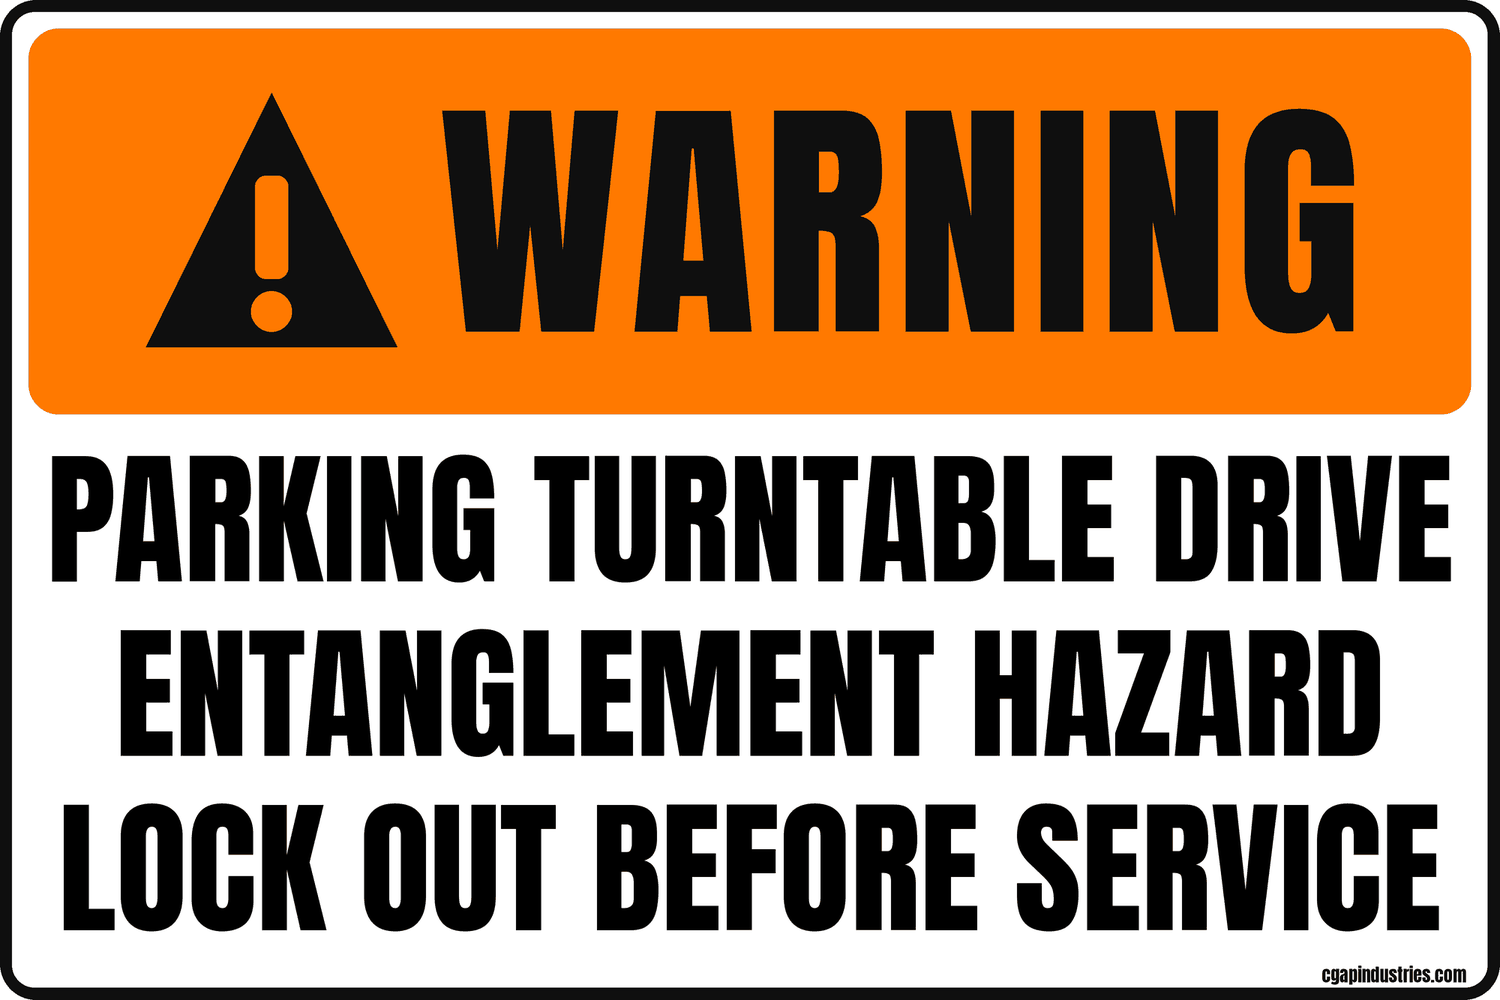 WARNING
PARKING TURNTABLE DRIVE
ENTANGLEMENT HAZARD
LOCK OUT BEFORE SERVICE
cgapindustries.com